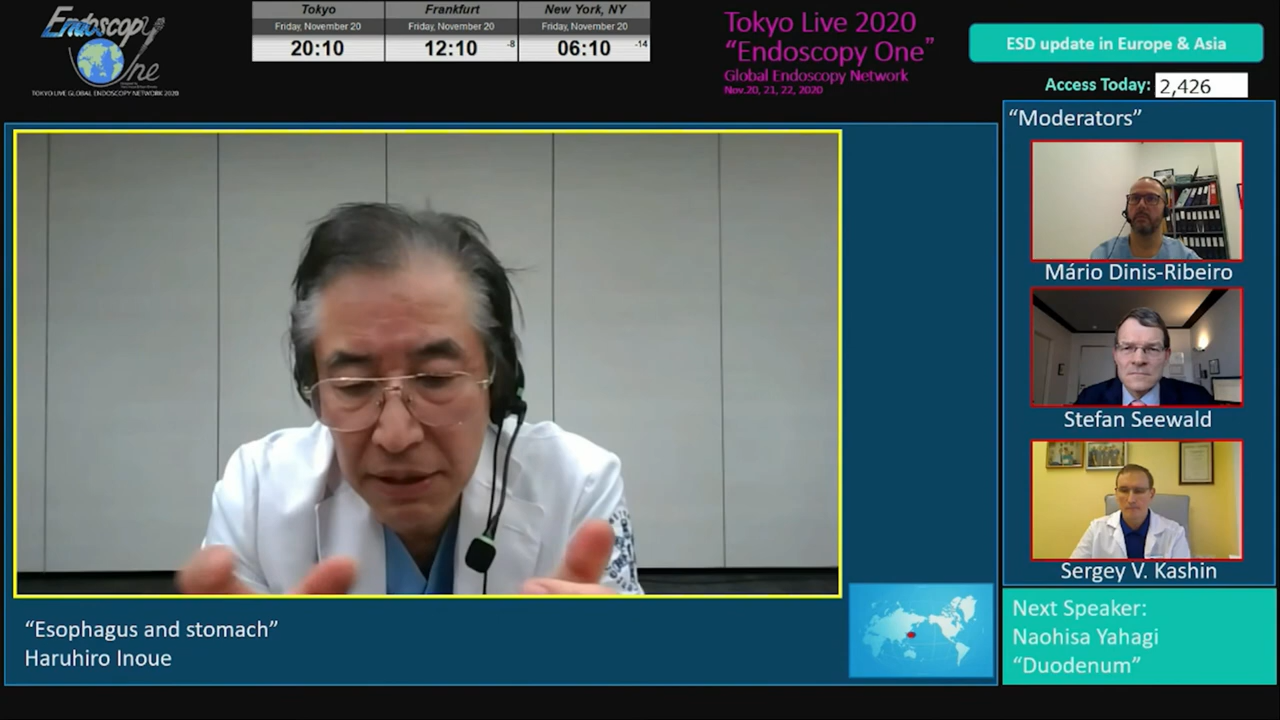 Endoscopy
One
TOKYO LIVE GLOBAL ENDOSCOPY NETWORK 2020
Tokyo
Friday, November 20
20:10
Frankfurt
Friday, November 20
12:10 -8
New York, NY
Friday, November 20
06:10 -14
Tokyo Live 2020
“Endoscopy One”
Global Endoscopy Network
Nov.20, 21, 22, 2020
ESD update in Europe & Asia
Access Today: 2,426
“Moderators”
Mário Dinis-Ribeiro
Stefan Seewald
Sergey V. Kashin
“Esophagus and stomach”
Haruhiro Inoue
Next Speaker:
Naohisa Yahagi
“Duodenum”